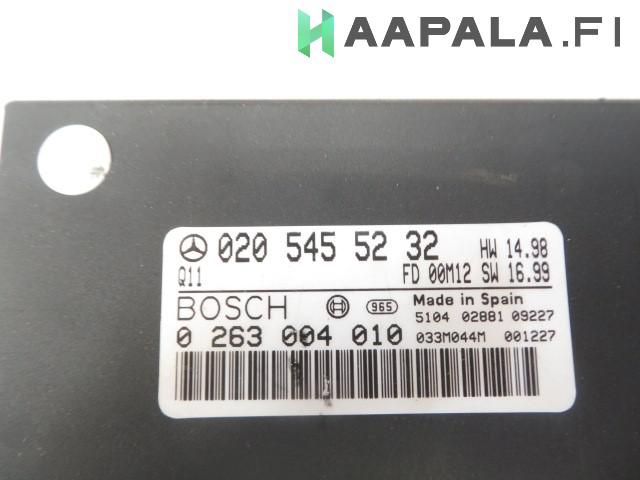 HAAPALA.FI
020 545 52 32 HW 14.98
Q11 FD 00M12 SW 16.99
BOSCH 965 Made in Spain
5104 02881 09227
0 263 004 010 033M044M 001227